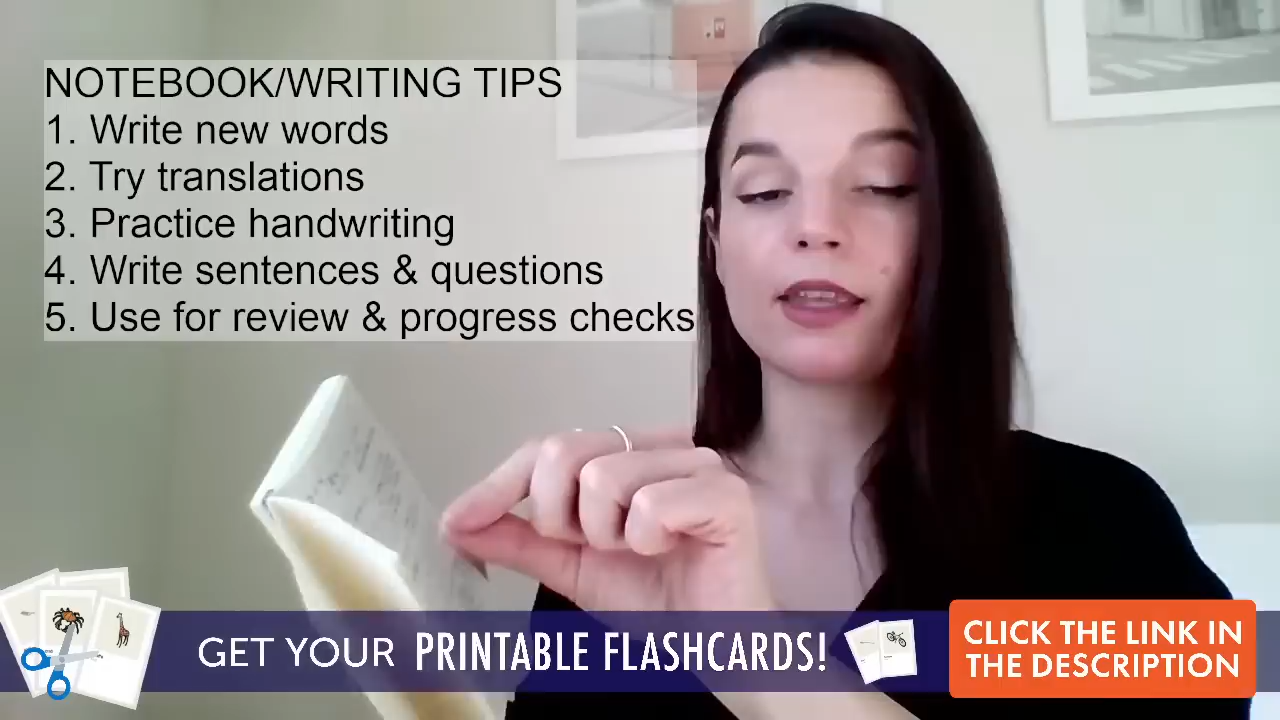 NOTEBOOK/WRITING TIPS
1. Write new words
2. Try translations
3. Practice handwriting
4. Write sentences & questions
5. Use for review & progress checks
GET YOUR PRINTABLE FLASHCARDS!
CLICK THE LINK IN
THE DESCRIPTION